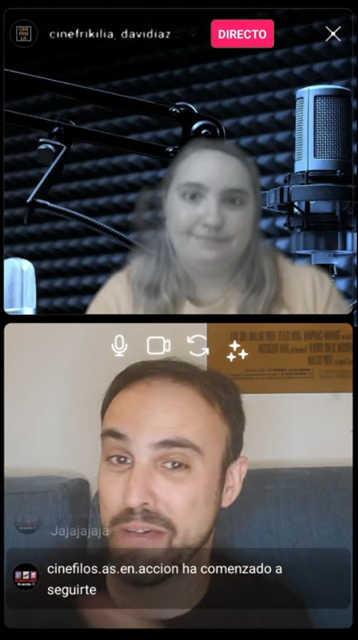 cinefrikilia, davidiaz...
DIRECTO
Jajajajaja
cinefilos.as.en.accion ha comenzado a
seguirte